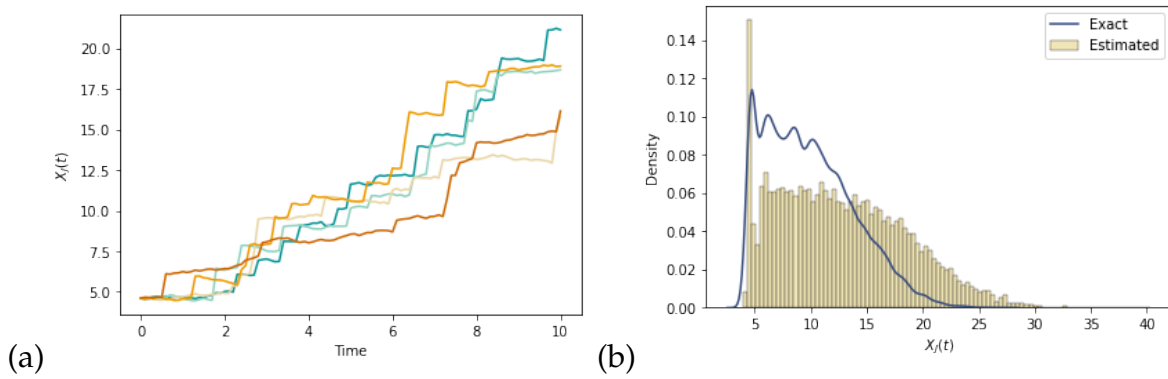 20.0
17.5
15.0
12.5
10.0
7.5
5.0
X_J(t)
0 2 4 6 8 10
Time
(a)
Exact
Estimated
0.14
0.12
0.10
0.08
0.06
0.04
0.02
0.00
Density
5 10 15 20 25 30 35 40
X_J(t)
(b)